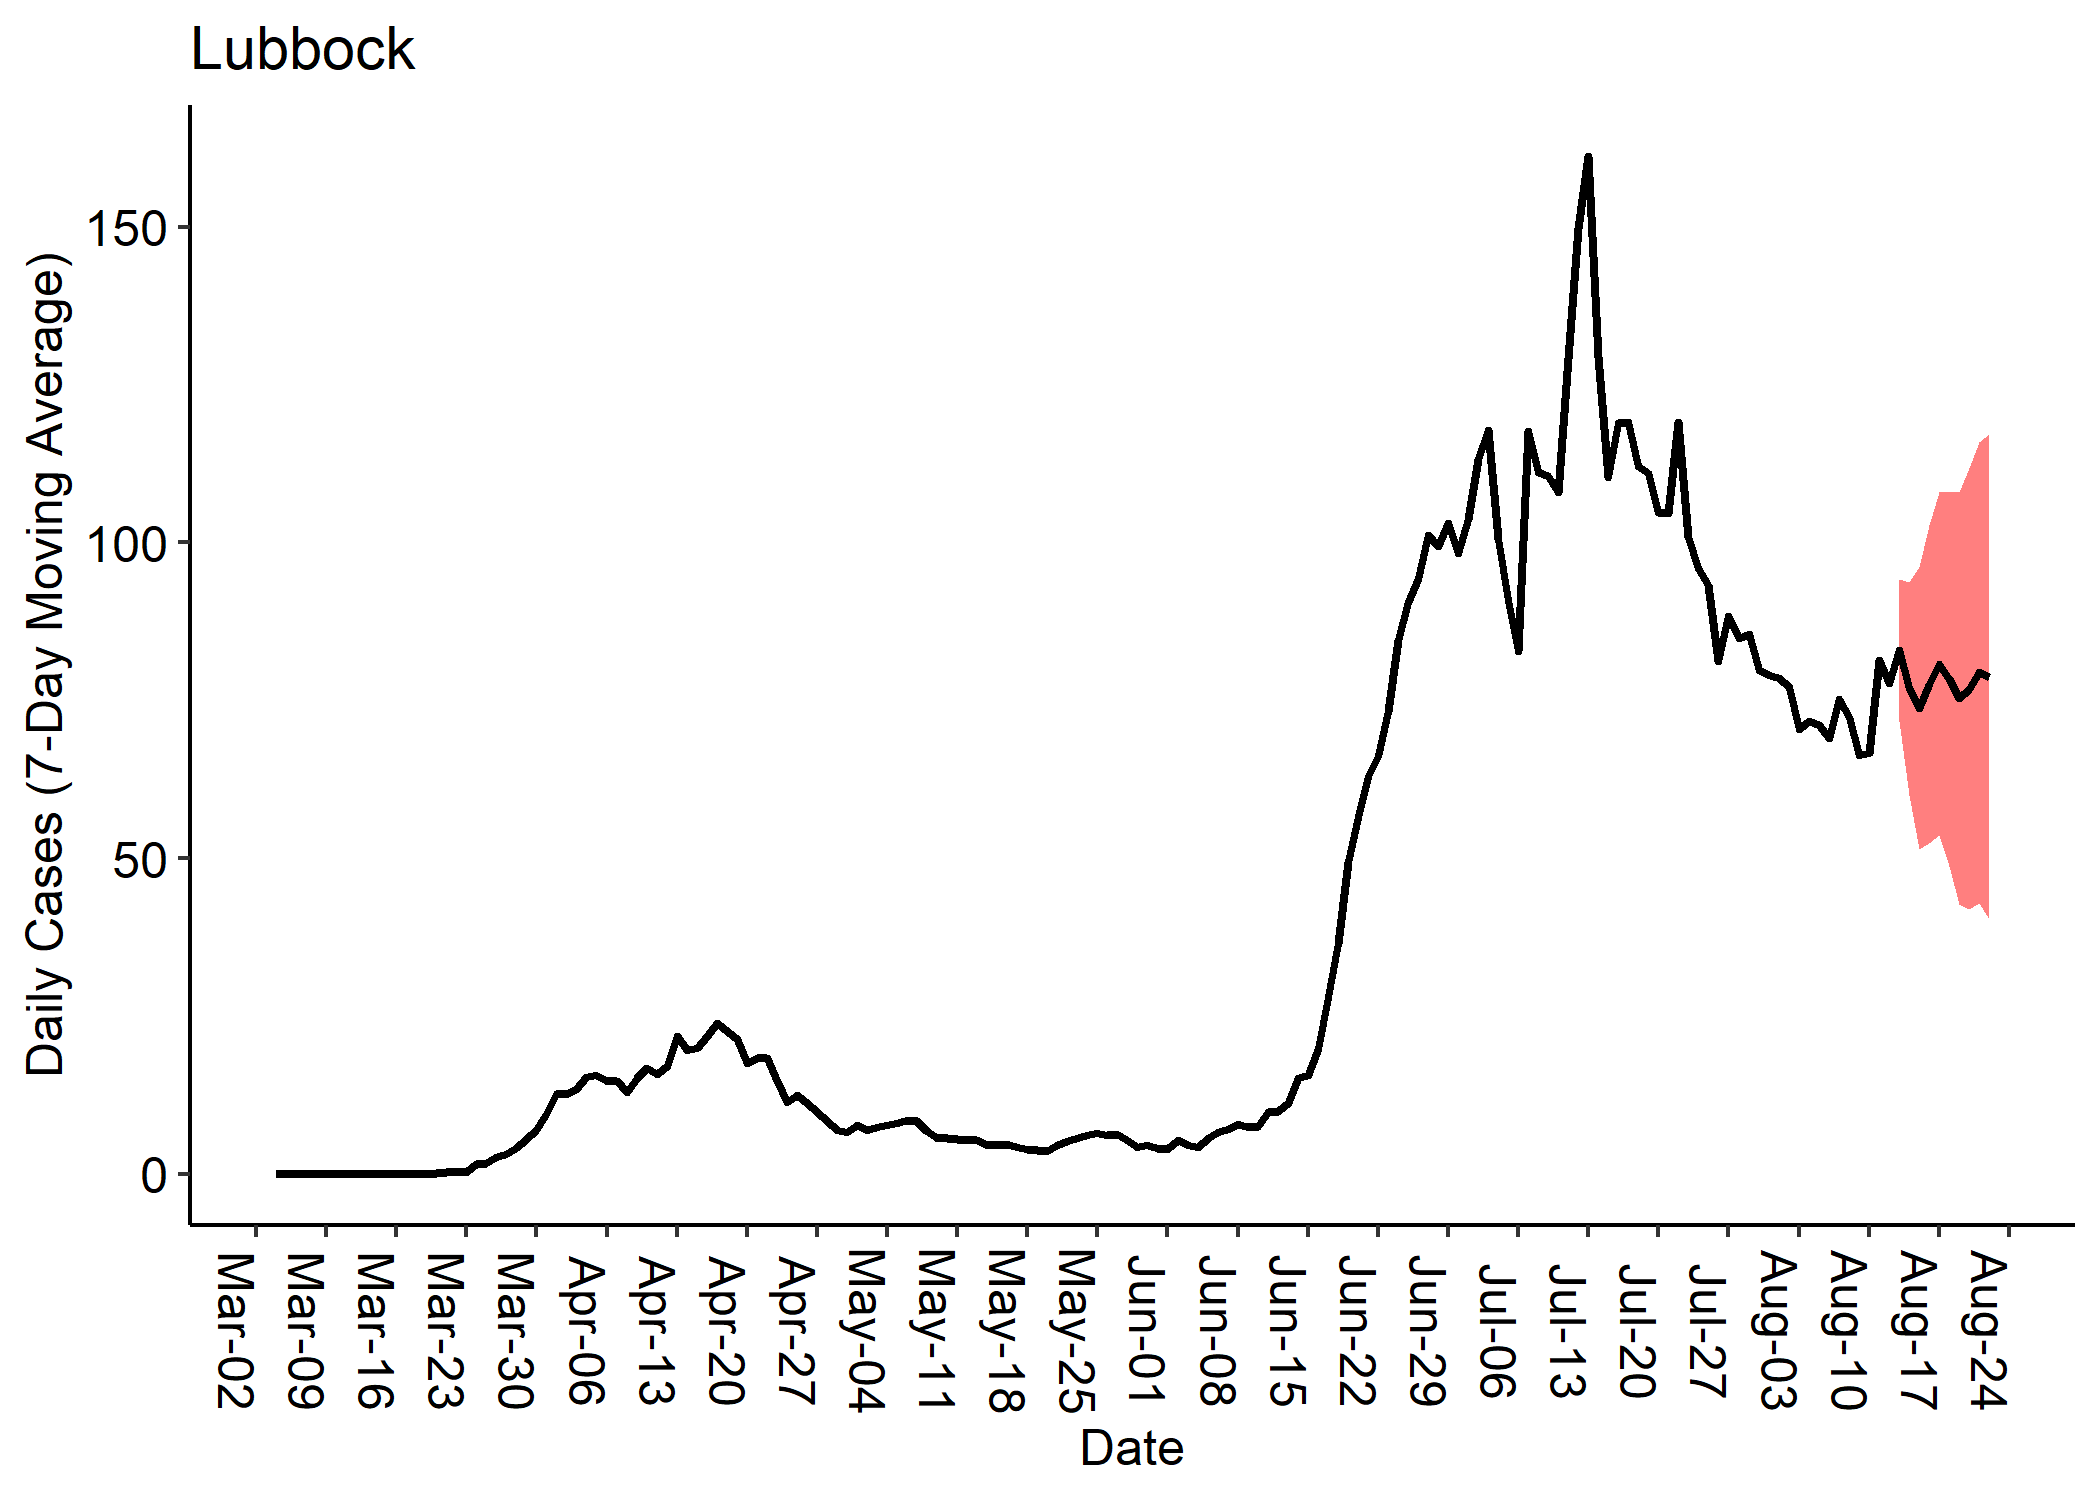 Lubbock
Daily Cases (7-Day Moving Average)
150
100
50
0
Mar-02
Mar-09
Mar-16
Mar-23
Mar-30
Apr-06
Apr-13
Apr-20
Apr-27
May-04
May-11
May-18
May-25
Jun-01
Jun-08
Jun-15
Jun-22
Jun-29
Jul-06
Jul-13
Jul-20
Jul-27
Aug-03
Aug-10
Aug-17
Aug-24
Date